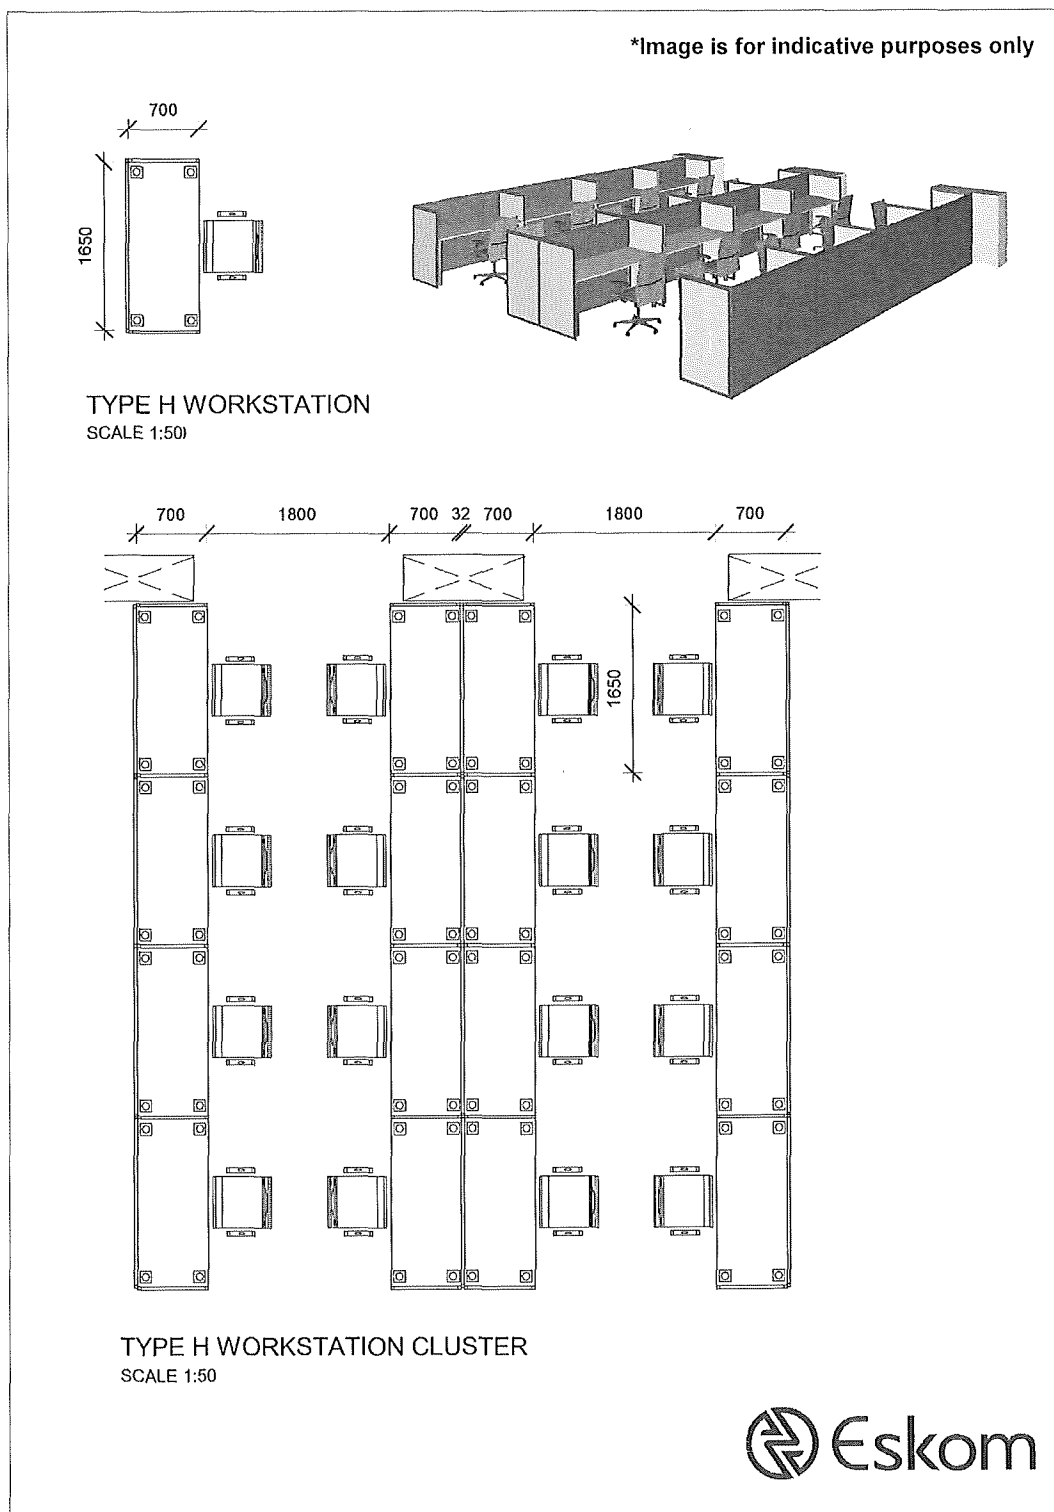 *Image is for indicative purposes only
700
1650
TYPE H WORKSTATION
SCALE 1:50
700 1800 700 32 700 1800 700
1650
TYPE H WORKSTATION CLUSTER
SCALE 1:50
Eskom